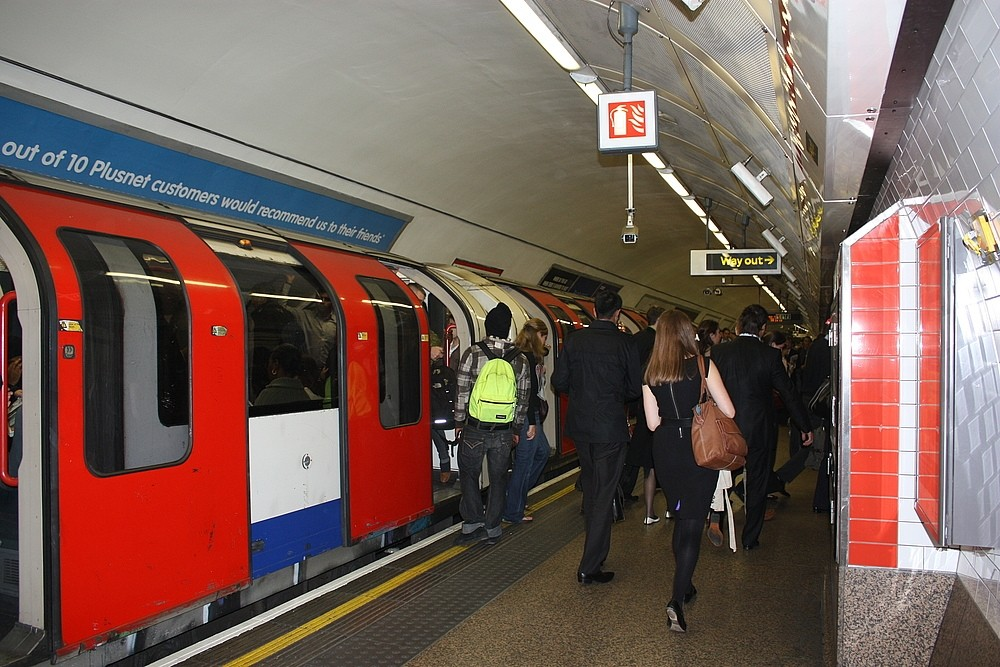 out of 10 Plusnet customers would recommend us to their friends*
Way out →